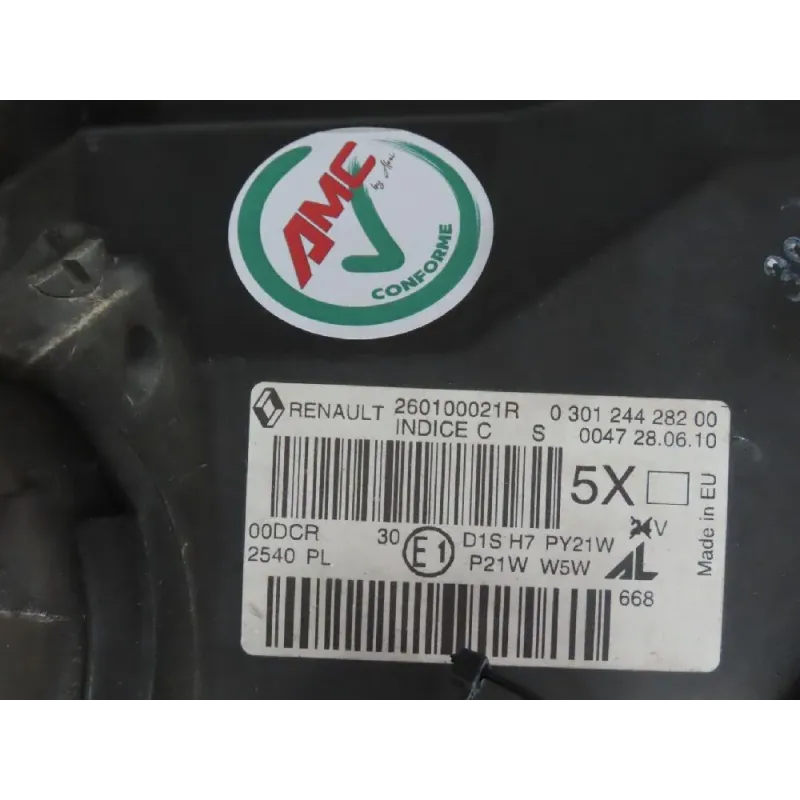 AMC
by Autos
CONFORME
RENAULT 260100021R 0 301 244 282 00
INDICE C S 0047 28.06.10
5X
00DCR 30 E1 D1S H7 PY21W V
2540 PL P21W W5W AL
668
Made in EU